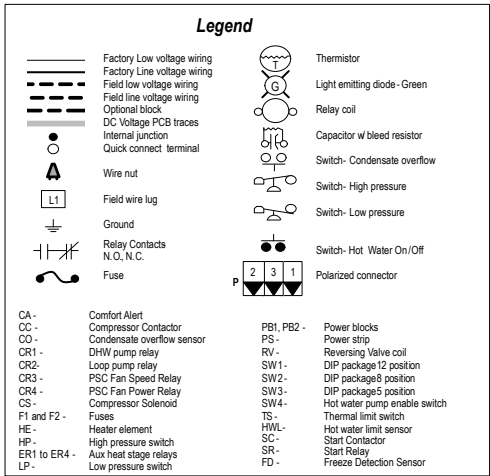 Legend
Factory Low voltage wiring
Factory Line voltage wiring
Field low voltage wiring
Field line voltage wiring
Optional block
DC Voltage PCB traces
Internal junction
Quick connect terminal
Wire nut
L1 Field wire lug
Ground
Relay Contacts
N.O., N.C.
Fuse
T Thermistor
G Light emitting diode - Green
Relay coil
Capacitor w/ bleed resistor
Switch- Condensate overflow
Switch- High pressure
Switch- Low pressure
Switch- Hot Water On/Off
P 2 3 1 Polarized connector
CA - Comfort Alert
CC - Compressor Contactor
CO - Condensate overflow sensor
CR1 - DHW pump relay
CR2- Loop pump relay
CR3 - PSC Fan Speed Relay
CR4 - PSC Fan Power Relay
CS - Compressor Solenoid
F1 and F2 - Fuses
HE - Heater element
HP - High pressure switch
ER1 to ER4 - Aux heat stage relays
LP - Low pressure switch
PB1, PB2 - Power blocks
PS - Power strip
RV - Reversing Valve coil
SW1 - DIP package 12 position
SW2 - DIP package 8 position
SW3 - DIP package 5 position
SW4 - Hot water pump enable switch
TS - Thermal limit switch
HWL- Hot water limit sensor
SC - Start Contactor
SR - Start Relay
FD - Freeze Detection Sensor